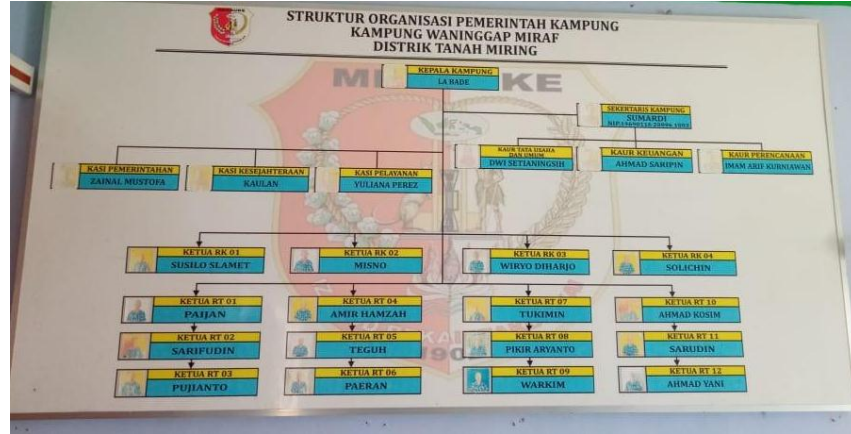 STRUKTUR ORGANISASI PEMERINTAH KAMPUNG
KAMPUNG WANINGGAP MIRAF
DISTRIK TANAH MIRING
KEPALA KAMPUNG
LA HADE
SEKERTARIS KAMPUNG
SUMARDI
KASI PEMERINTAHAN
ZAINAL MUSTOFA
KASI KESEJAHTERAAN
KAULAN
KASI PELAYANAN
YULIANA PEREZ
KAUR TATA USAHA
DAN UMUM
DWI SETIANINGSIH
KAUR KEUANGAN
AHMAD SARIPIN
KAUR PERENCANAAN
IMAM ARIF KURNIAWAN
KETUA RK 01
SUSILO SLAMET
KETUA RK 02
MISNO
KETUA RK 03
WIRYO DIHARJO
KETUA RK 04
SOLICHIN
KETUA RT 01
PAIJAN
KETUA RT 04
AMIR HAMZAH
KETUA RT 07
TUKIMIN
KETUA RT 10
AHMAD KOSIM
KETUA RT 02
SARIFUDIN
KETUA RT 05
TEGUH
KETUA RT 08
PIKIR ARYANTO
KETUA RT 11
SARUDIN
KETUA RT 03
PUJIANTO
KETUA RT 06
PAERAN
KETUA RT 09
WARKIM
KETUA RT 12
AHMAD YANI